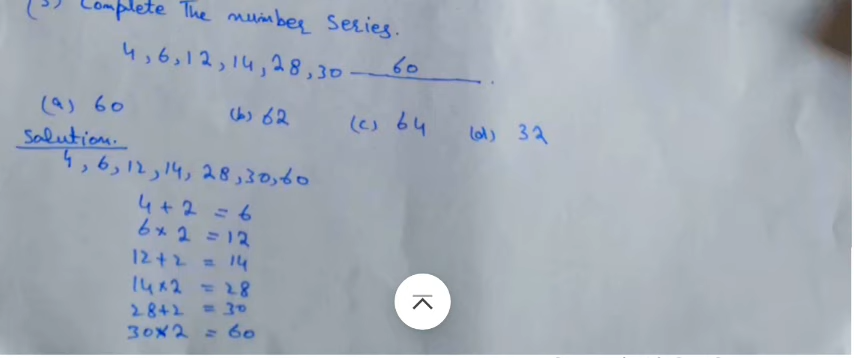 (3) Complete The number Series.
4, 6, 12, 14, 28, 30 60.
(a) 60 (b) 62 (c) 64 (d) 32
Solution.
4, 6, 12, 14, 28, 30, 60
4 + 2 = 6
6 × 2 = 12
12 + 2 = 14
14 × 2 = 28
28 + 2 = 30
30 × 2 = 60